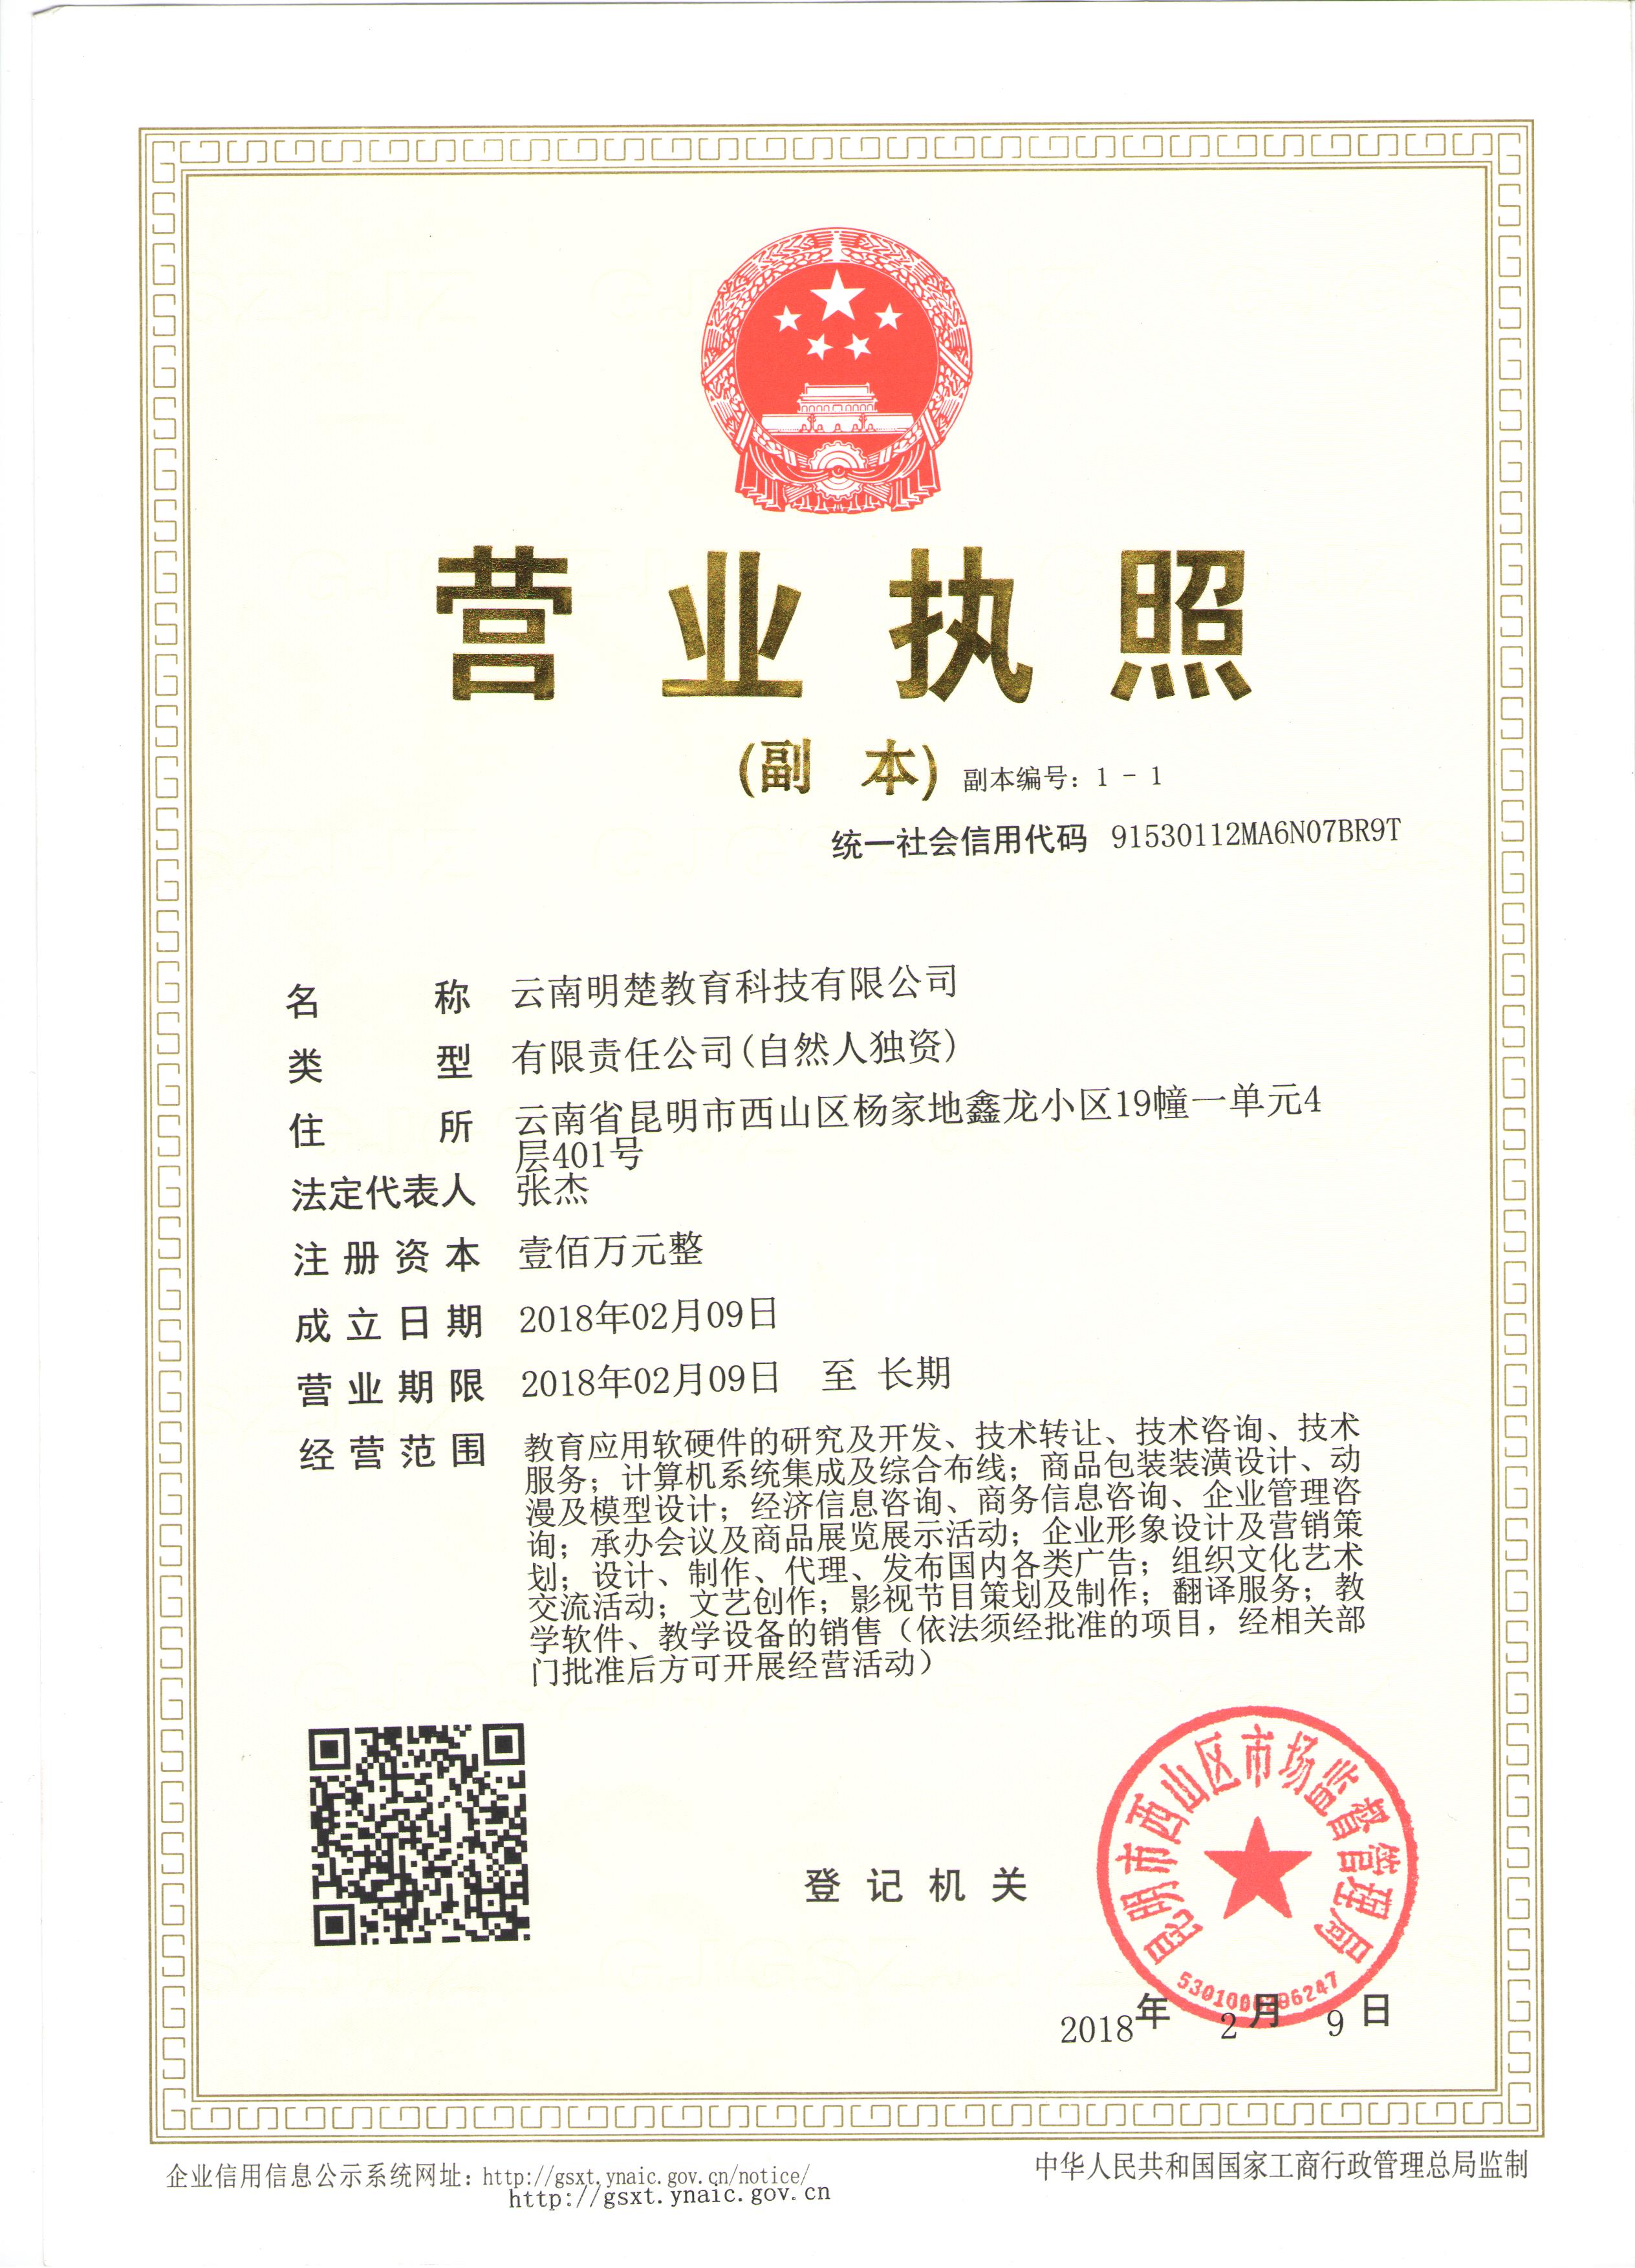 营业执照
(副 本) 副本编号：1 - 1
统一社会信用代码 91530112MA6N07BR9T
名 称 云南明楚教育科技有限公司
类 型 有限责任公司(自然人独资)
住 所 云南省昆明市西山区杨家地鑫龙小区19幢一单元4
层401号
法定代表人 张杰
注册资本 壹佰万元整
成立日期 2018年02月09日
营业期限 2018年02月09日 至 长期
经营范围 教育应用软硬件的研究及开发、技术转让、技术咨询、技术
服务；计算机系统集成及综合布线；商品包装装潢设计、动
漫及模型设计；经济信息咨询、商务信息咨询、企业管理咨
询；承办会议及商品展览展示活动；企业形象设计及营销策
划；设计、制作、代理、发布国内各类广告；组织文化艺术
交流活动；文艺创作；影视节目策划及制作；翻译服务；教
学软件、教学设备的销售（依法须经批准的项目，经相关部
门批准后方可开展经营活动）
昆明市西山区市场监督管理局
登记机关
2018年 2月 9日
企业信用信息公示系统网址：http://gsxt.ynaic.gov.cn/notice/
http://gsxt.ynaic.gov.cn
中华人民共和国国家工商行政管理总局监制